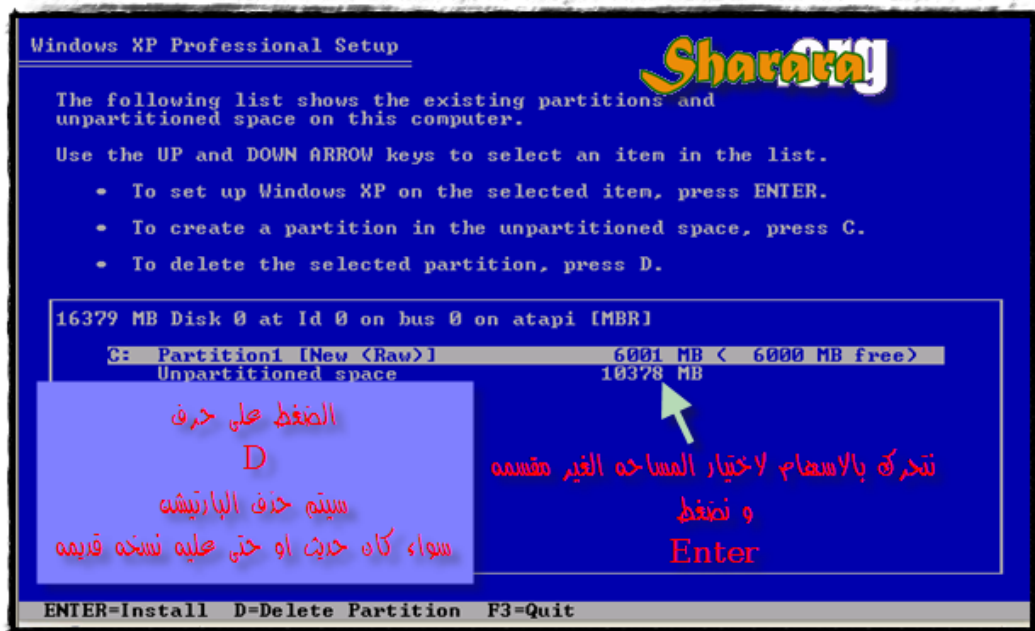 Windows XP Professional Setup
Sharara.org
The following list shows the existing partitions and
unpartitioned space on this computer.
Use the UP and DOWN ARROW keys to select an item in the list.
• To set up Windows XP on the selected item, press ENTER.
• To create a partition in the unpartitioned space, press C.
• To delete the selected partition, press D.
16379 MB Disk 0 at Id 0 on bus 0 on atapi [MBR]
C: Partition1 [New (Raw)] 6001 MB ( 6000 MB free)
Unpartitioned space 10378 MB
الضغط على حرف
D
سيتم حذف البارتيشن
سواء كان حديث او حتى عليه نسخه قديمه
نتحرك بالاسهام لاختيار المساحه الغير مقسمه
و نضغط
Enter
ENTER=Install D=Delete Partition F3=Quit